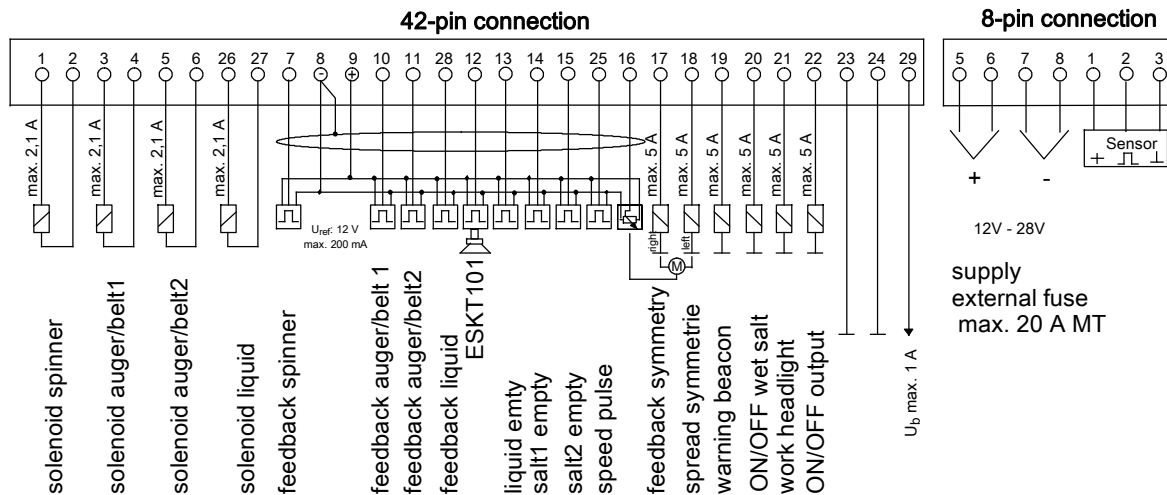 42-pin connection
8-pin connection
1 2 3 4 5 6 26 27 7 8 9 10 11 28 12 13 14 15 25 16 17 18 19 20 21 22 23 24 29
5 6 7 8 1 2 3
- +
max. 2,1 A
max. 2,1 A
max. 2,1 A
max. 2,1 A
max. 5 A
max. 5 A
max. 5 A
max. 5 A
max. 5 A
max. 5 A
Sensor
+
+ -
Uref: 12 V
max. 200 mA
right
left
M
12V - 28V
supply
external fuse
max. 20 A MT
solenoid spinner
solenoid auger/belt1
solenoid auger/belt2
solenoid liquid
feedback spinner
feedback auger/belt 1
feedback auger/belt2
feedback liquid
ESKT101
liquid emty
salt1 empty
salt2 empty
speed pulse
feedback symmetry
spread symmetrie
warning beacon
ON/OFF wet salt
work headlight
ON/OFF output
Ub max. 1 A